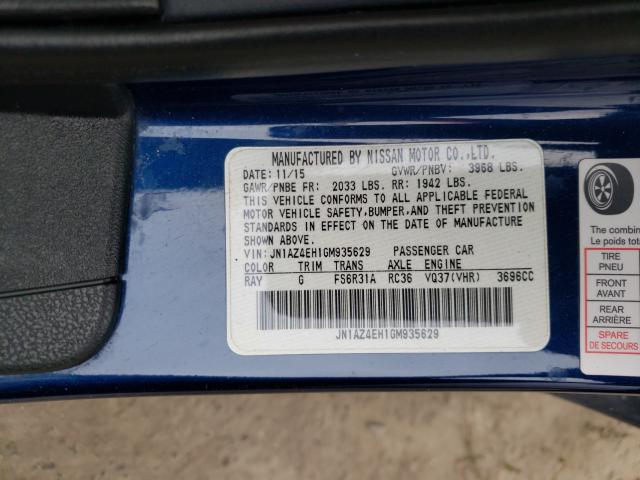 MANUFACTURED BY NISSAN MOTOR CO.,LTD.
DATE: 11/15 GVWR/PNBV: 3968 LBS.
GAWR/PNBE FR: 2033 LBS. RR: 1942 LBS.
THIS VEHICLE CONFORMS TO ALL APPLICABLE FEDERAL
MOTOR VEHICLE SAFETY,BUMPER,AND THEFT PREVENTION
STANDARDS IN EFFECT ON THE DATE OF MANUFACTURE
SHOWN ABOVE.
VIN: JN1AZ4EH1GM935629 PASSENGER CAR
COLOR TRIM TRANS AXLE ENGINE
RAY G FS6R31A RC36 VQ37(VHR) 3696CC
JN1AZ4EH1GM935629
The combin
Le poids tot
TIRE
PNEU
FRONT
AVANT
REAR
ARRIÈRE
SPARE
DE SECOURS